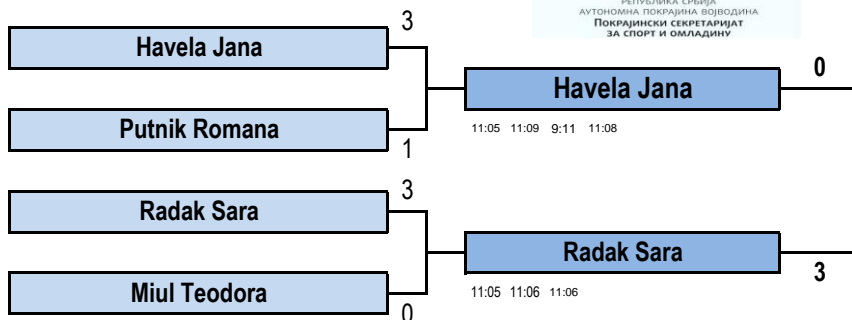 РЕПУБЛИКА СРБИЈА
АУТОНОМНА ПОКРАЈИНА ВОЈВОДИНА
ПОКРАЈИНСКИ СЕКРЕТАРИЈАТ
ЗА СПОРТ И ОМЛАДИНУ
3
Havela Jana
0
Havela Jana
Putnik Romana
11:05 11:09 9:11 11:08
1
3
Radak Sara
Radak Sara
3
Miul Teodora
11:05 11:06 11:06
0